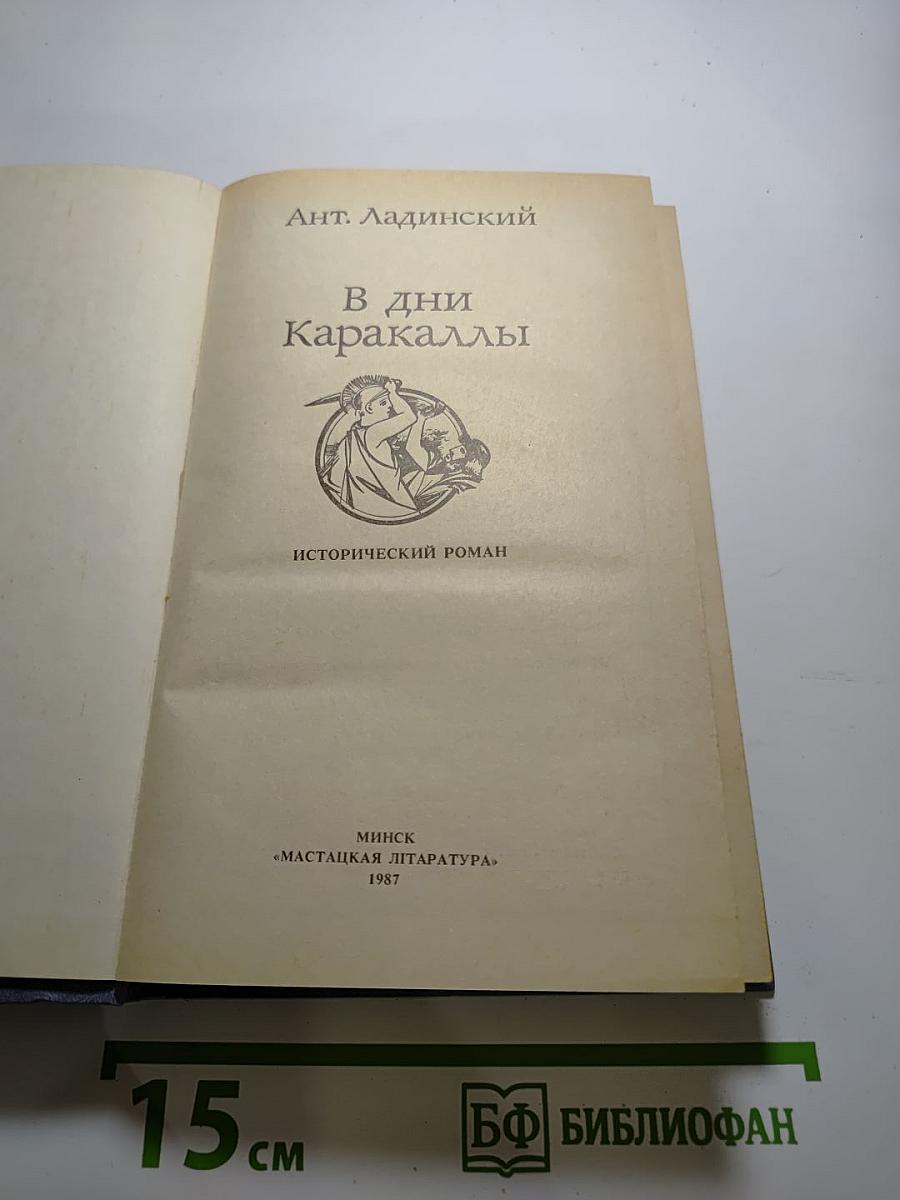 Ант. Ладинский
В дни
Каракаллы
ИСТОРИЧЕСКИЙ РОМАН
МИНСК
«МАСТАЦКАЯ ЛІТАРАТУРА»
1987
15 см
БФ БИБЛИОФАН